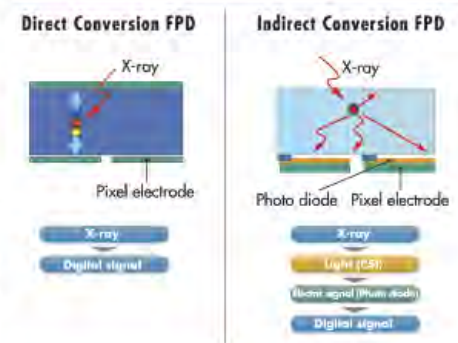 Direct Conversion FPD
X-ray
Pixel electrode
X-ray
Digital signal
Indirect Conversion FPD
X-ray
Photo diode Pixel electrode
X-ray
Light (CSI)
signal (Photo diode)
Digital signal